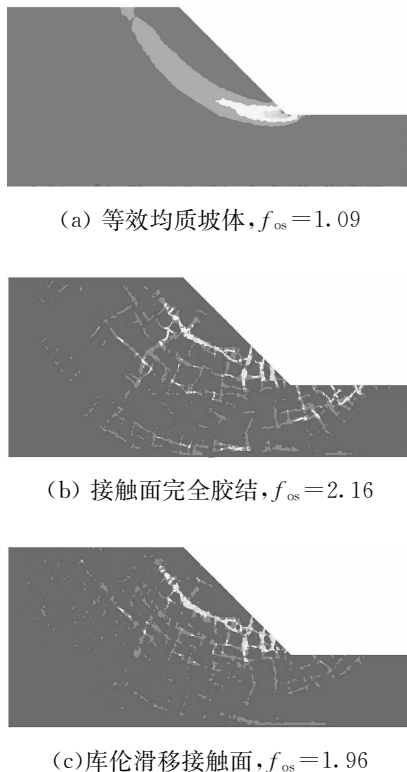 (a) 等效均质坡体,fos=1.09
(b) 接触面完全胶结,fos=2.16
(c)库伦滑移接触面,fos=1.96